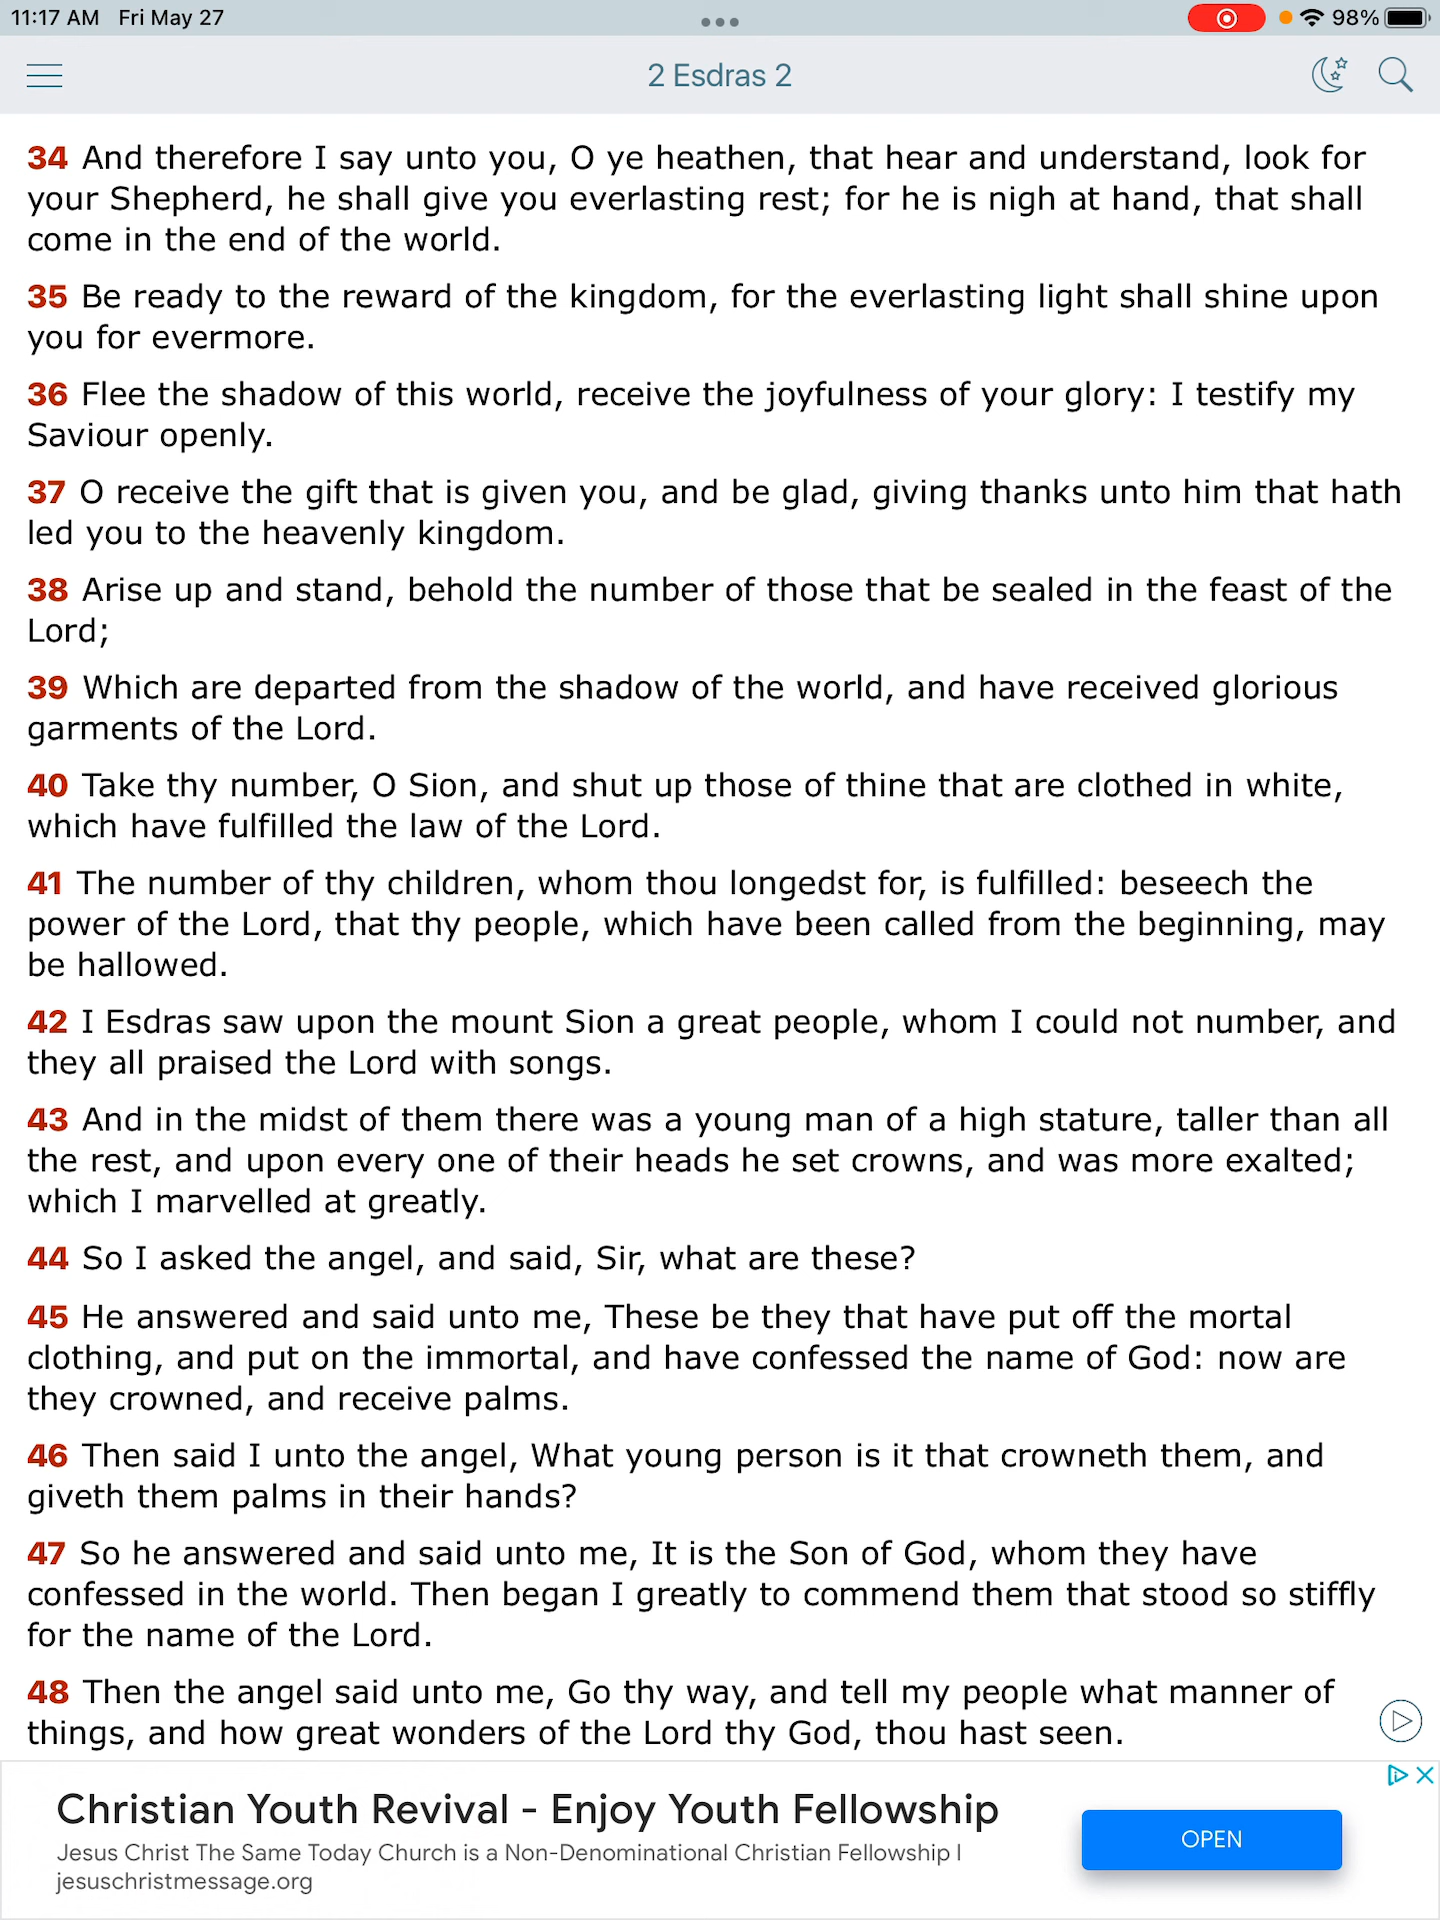 11:17 AM Fri May 27
98%
2 Esdras 2
34 And therefore I say unto you, O ye heathen, that hear and understand, look for
your Shepherd, he shall give you everlasting rest; for he is nigh at hand, that shall
come in the end of the world.
35 Be ready to the reward of the kingdom, for the everlasting light shall shine upon
you for evermore.
36 Flee the shadow of this world, receive the joyfulness of your glory: I testify my
Saviour openly.
37 O receive the gift that is given you, and be glad, giving thanks unto him that hath
led you to the heavenly kingdom.
38 Arise up and stand, behold the number of those that be sealed in the feast of the
Lord;
39 Which are departed from the shadow of the world, and have received glorious
garments of the Lord.
40 Take thy number, O Sion, and shut up those of thine that are clothed in white,
which have fulfilled the law of the Lord.
41 The number of thy children, whom thou longedst for, is fulfilled: beseech the
power of the Lord, that thy people, which have been called from the beginning, may
be hallowed.
42 I Esdras saw upon the mount Sion a great people, whom I could not number, and
they all praised the Lord with songs.
43 And in the midst of them there was a young man of a high stature, taller than all
the rest, and upon every one of their heads he set crowns, and was more exalted;
which I marvelled at greatly.
44 So I asked the angel, and said, Sir, what are these?
45 He answered and said unto me, These be they that have put off the mortal
clothing, and put on the immortal, and have confessed the name of God: now are
they crowned, and receive palms.
46 Then said I unto the angel, What young person is it that crowneth them, and
giveth them palms in their hands?
47 So he answered and said unto me, It is the Son of God, whom they have
confessed in the world. Then began I greatly to commend them that stood so stiffly
for the name of the Lord.
48 Then the angel said unto me, Go thy way, and tell my people what manner of
things, and how great wonders of the Lord thy God, thou hast seen.
Christian Youth Revival - Enjoy Youth Fellowship
Jesus Christ The Same Today Church is a Non-Denominational Christian Fellowship |
jesuschristmessage.org
OPEN